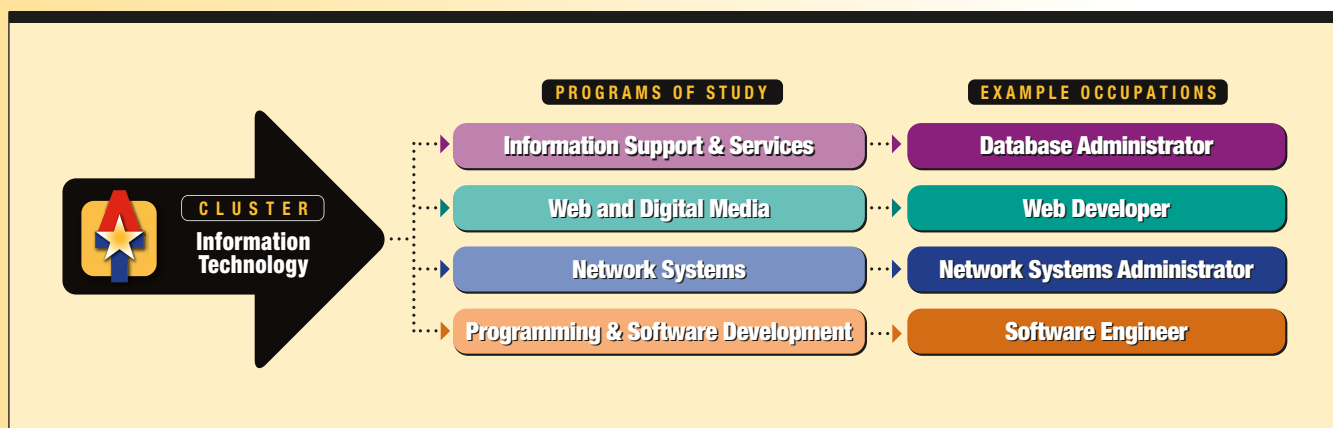 PROGRAMS OF STUDY
EXAMPLE OCCUPATIONS
CLUSTER
Information
Technology
Information Support & Services
Database Administrator
Web and Digital Media
Web Developer
Network Systems
Network Systems Administrator
Programming & Software Development
Software Engineer